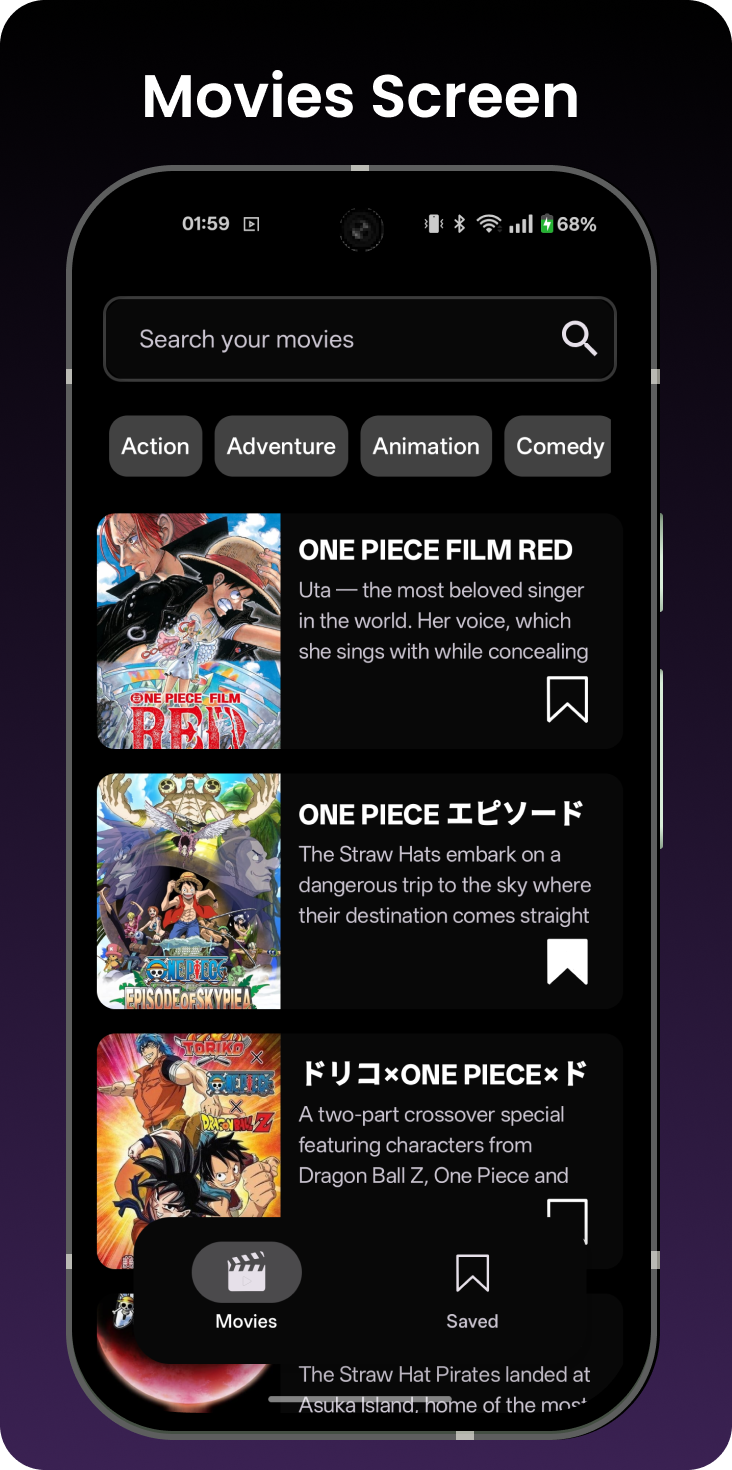 Movies Screen
01:59
68%
Search your movies
Action
Adventure
Animation
Comedy
ONE PIECE FILM RED
Uta — the most beloved singer
in the world. Her voice, which
she sings with while concealing
ONE PIECE FILM
RED
ONE PIECE エピソード
The Straw Hats embark on a
dangerous trip to the sky where
their destination comes straight
ONE PIECE
EPISODE OF SKYPIEA
ドリコ×ONE PIECE×ド
A two-part crossover special
featuring characters from
Dragon Ball Z, One Piece and
TORIKO
×
ONE PIECE
×
DRAGONBALL Z
Movies
Saved
The Straw Hat Pirates landed at
Asuka Island, home of the most